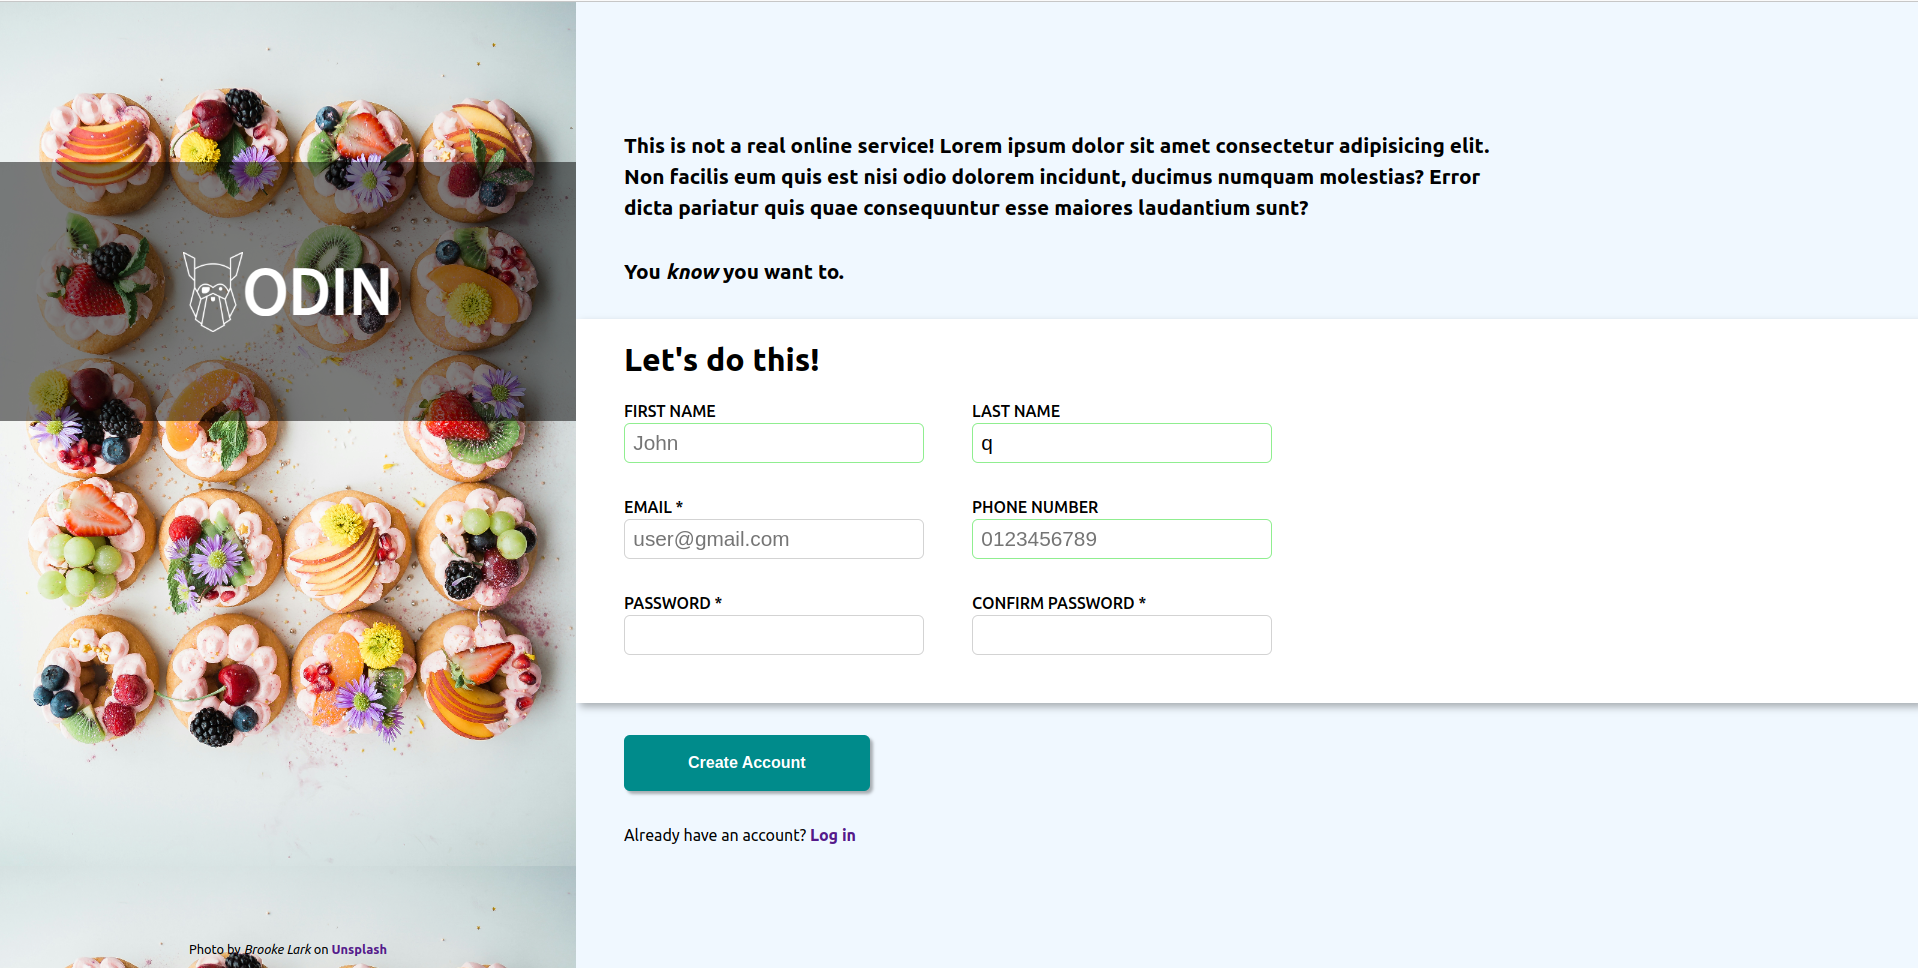 ODIN
Photo by Brooke Lark on Unsplash
This is not a real online service! Lorem ipsum dolor sit amet consectetur adipisicing elit.
Non facilis eum quis est nisi odio dolorem incidunt, ducimus numquam molestias? Error
dicta pariatur quis quae consequuntur esse maiores laudantium sunt?
You know you want to.
Let's do this!
FIRST NAME
John
LAST NAME
q
EMAIL *
user@gmail.com
PHONE NUMBER
0123456789
PASSWORD *
CONFIRM PASSWORD *
Create Account
Already have an account? Log in